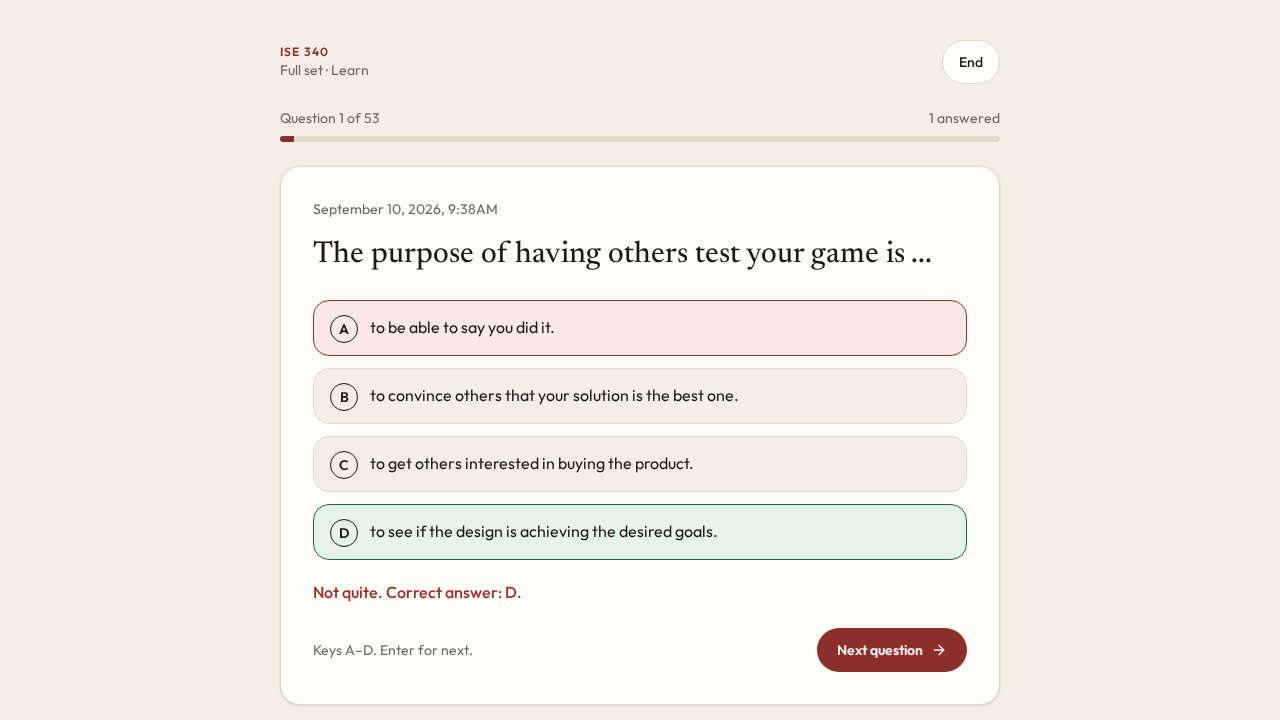 ISE 340
Full set · Learn
End
Question 1 of 53
1 answered
September 10, 2026, 9:38AM
The purpose of having others test your game is ...
A to be able to say you did it.
B to convince others that your solution is the best one.
C to get others interested in buying the product.
D to see if the design is achieving the desired goals.
Not quite. Correct answer: D.
Keys A–D. Enter for next.
Next question →